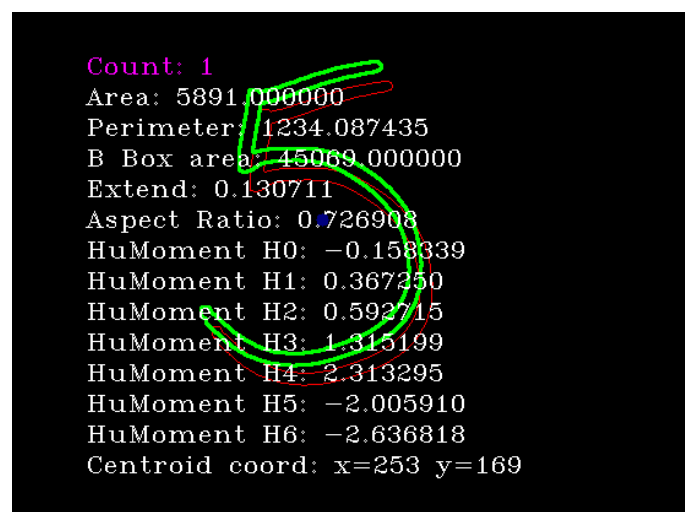 Count: 1
Area: 5891.000000
Perimeter: 1234.087435
B Box area: 45069.000000
Extend: 0.130711
Aspect Ratio: 0.726908
HuMoment H0: −0.158339
HuMoment H1: 0.367250
HuMoment H2: 0.592715
HuMoment H3: 1.315199
HuMoment H4: 2.313295
HuMoment H5: −2.005910
HuMoment H6: −2.636818
Centroid coord: x=253 y=169
5